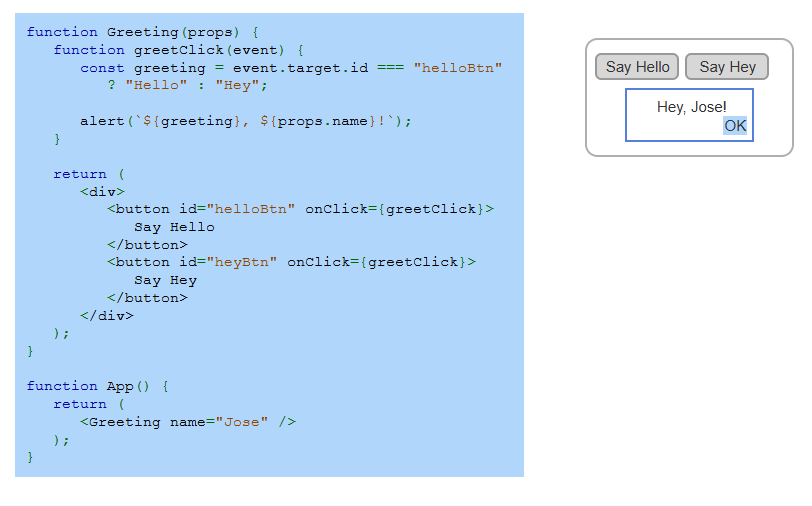 function Greeting(props) {
   function greetClick(event) {
      const greeting = event.target.id === "helloBtn"
         ? "Hello" : "Hey";

      alert(`${greeting}, ${props.name}!`);
   }

   return (
      <div>
         <button id="helloBtn" onClick={greetClick}>
            Say Hello
         </button>
         <button id="heyBtn" onClick={greetClick}>
            Say Hey
         </button>
      </div>
   );
}

function App() {
   return (
      <Greeting name="Jose" />
   );
}
Say Hello Say Hey
Hey, Jose!
OK